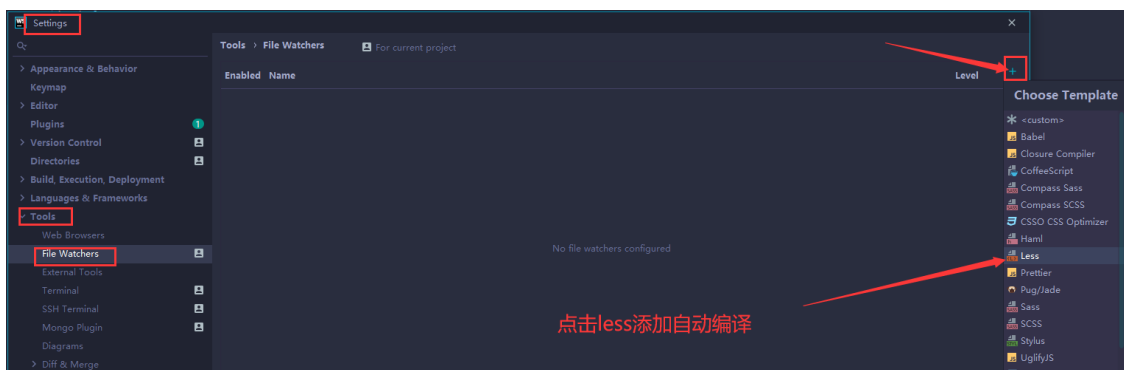 WS Settings
Tools › File Watchers For current project
Enabled Name Level
> Appearance & Behavior
Keymap
> Editor
Plugins 1
> Version Control
Directories
> Build, Execution, Deployment
> Languages & Frameworks
Tools
Web Browsers
File Watchers
External Tools
Terminal
SSH Terminal
Mongo Plugin
Diagrams
> Diff & Merge
No file watchers configured
点击less添加自动编译
+
Choose Template
<custom>
Babel
Closure Compiler
CoffeeScript
Compass Sass
Compass SCSS
CSSO CSS Optimizer
Haml
Less
Prettier
Pug/Jade
Sass
SCSS
Stylus
UglifyJS